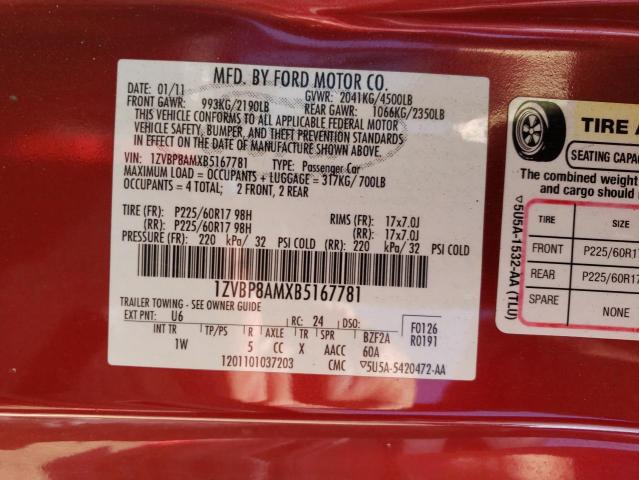 MFD. BY FORD MOTOR CO.
DATE: 01/11 GVWR: 2041KG/4500LB
FRONT GAWR: 993KG/2190LB REAR GAWR: 1066KG/2350LB
THIS VEHICLE CONFORMS TO ALL APPLICABLE FEDERAL MOTOR
VEHICLE SAFETY, BUMPER, AND THEFT PREVENTION STANDARDS
IN EFFECT ON THE DATE OF MANUFACTURE SHOWN ABOVE.
VIN: 1ZVBP8AMXB5167781 TYPE: Passenger Car
MAXIMUM LOAD = OCCUPANTS + LUGGAGE = 317KG/700LB
OCCUPANTS = 4 TOTAL; 2 FRONT, 2 REAR
TIRE (FR): P225/60R17 98H RIMS (FR): 17x7.0J
(RR): P225/60R17 98H (RR): 17x7.0J
PRESSURE (FR): 220 kPa/ 32 PSI COLD (RR): 220 kPa/ 32 PSI COLD
1ZVBP8AMXB5167781
TRAILER TOWING - SEE OWNER GUIDE
EXT PNT: U6 RC: 24 DSO: F0126
R0191
INT TR TP/PS R AXLE TR SPR BZF2A
1W 5 CC X AACC 60A
1201101037203 CMC ▽5U5A-5420472-AA
TIRE A
SEATING CAPAC
The combined weight
and cargo should
TIRE SIZE
FRONT P225/60R17
REAR P225/60R17
SPARE NONE
▽5U5A-1532-AA (TLU)